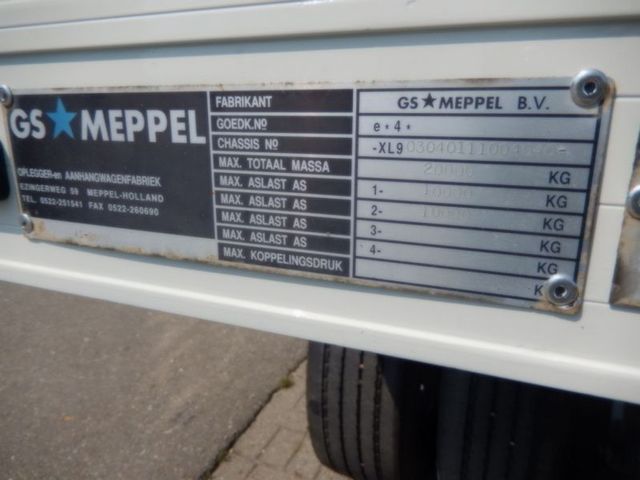 GS★MEPPEL
OPLEGGER-en AANHANGWAGENFABRIEK
EZINGERWEG 59 MEPPEL-HOLLAND
TEL. 0522-251541 FAX 0522-260690
FABRIKANT GS★MEPPEL B.V.
GOEDK.Nº e*4*
CHASSIS Nº -XL9
MAX. TOTAAL MASSA 20000 KG
MAX. ASLAST AS 1- 10000 KG
MAX. ASLAST AS 2- 10000 KG
MAX. ASLAST AS 3- KG
MAX. ASLAST AS 4- KG
MAX. KOPPELINGSDRUK K